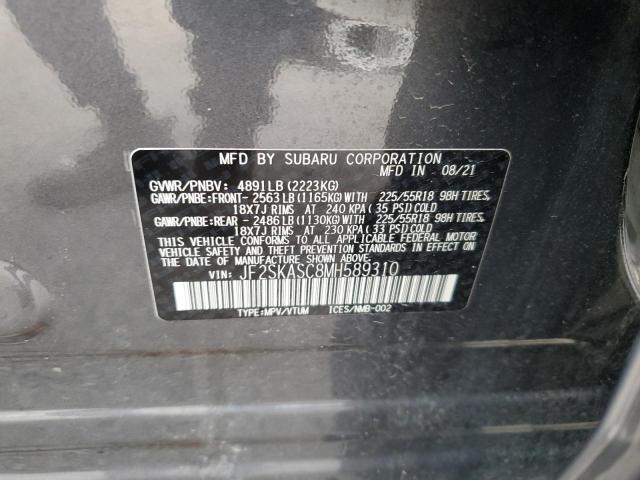 MFD BY SUBARU CORPORATION
MFD IN 08/21
GVWR/PNBV: 4891LB(2223KG)
GAWR/PNBE:FRONT- 2563LB(1165KG)WITH 225/55R18 98H TIRES,
18X7J RIMS AT 240 KPA (35 PSI) COLD
GAWR/PNBE:REAR - 2486LB(1130KG)WITH 225/55R18 98H TIRES,
18X7J RIMS AT 230 KPA (33 PSI) COLD
THIS VEHICLE CONFORMS TO ALL APPLICABLE FEDERAL MOTOR
VEHICLE SAFETY STANDARDS IN EFFECT ON THE DATE OF
MANUFACTURE SHOWN ABOVE.
VIN: JF2SKASC8MH589310
TYPE:MPV/VTUM ICES/NMB-002